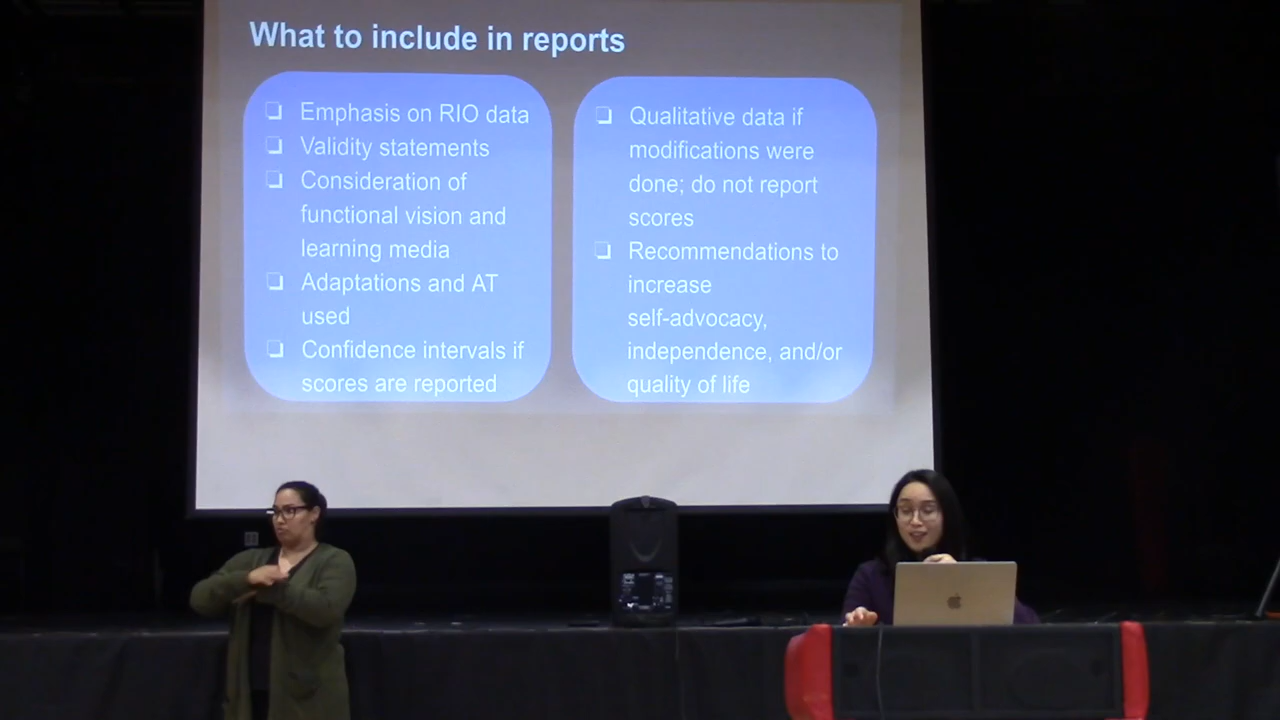 What to include in reports
❏ Emphasis on RIO data
❏ Validity statements
❏ Consideration of
functional vision and
learning media
❏ Adaptations and AT
used
❏ Confidence intervals if
scores are reported
❏ Qualitative data if
modifications were
done; do not report
scores
❏ Recommendations to
increase
self-advocacy,
independence, and/or
quality of life